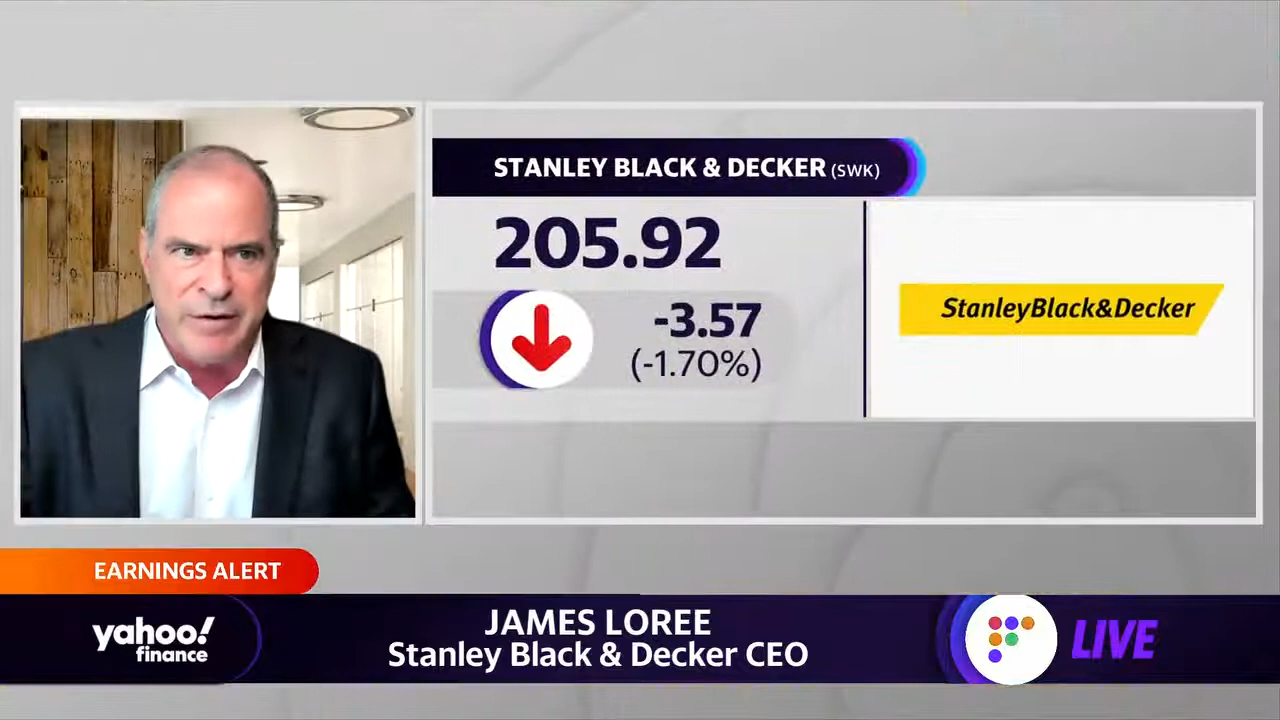 STANLEY BLACK & DECKER (SWK)
205.92
-3.57
(-1.70%)
StanleyBlack&Decker
EARNINGS ALERT
yahoo!
finance
JAMES LOREE
Stanley Black & Decker CEO
LIVE